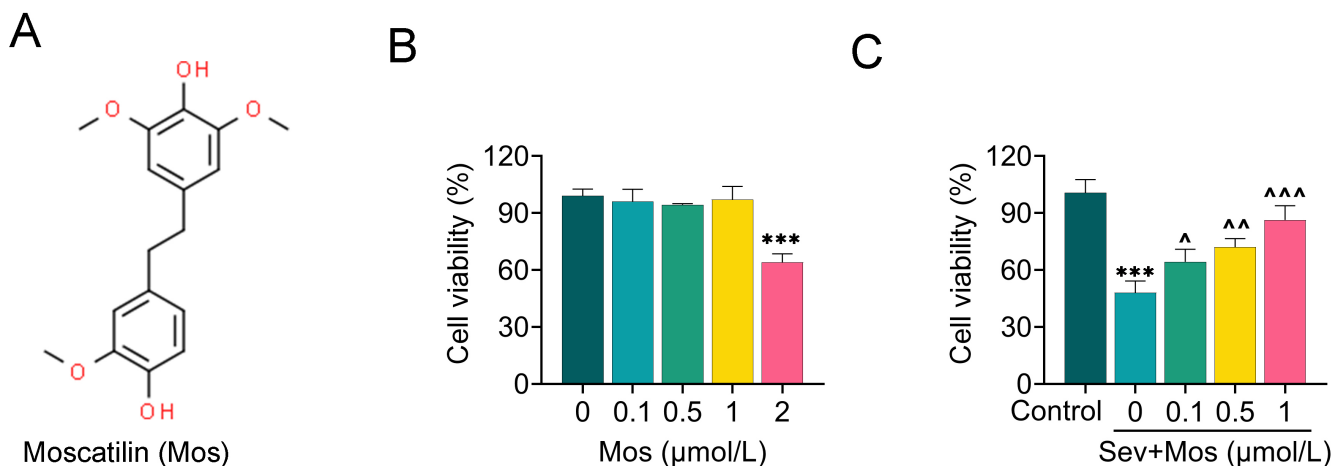 A
OH
O
O
O
OH
Moscatilin (Mos)
B
Cell viability (%)
120
90
60
30
0
***
0 0.1 0.5 1 2
Mos (μmol/L)
C
Cell viability (%)
120
90
60
30
0
***
^
^^
^^^
Control 0 0.1 0.5 1
Sev+Mos (μmol/L)